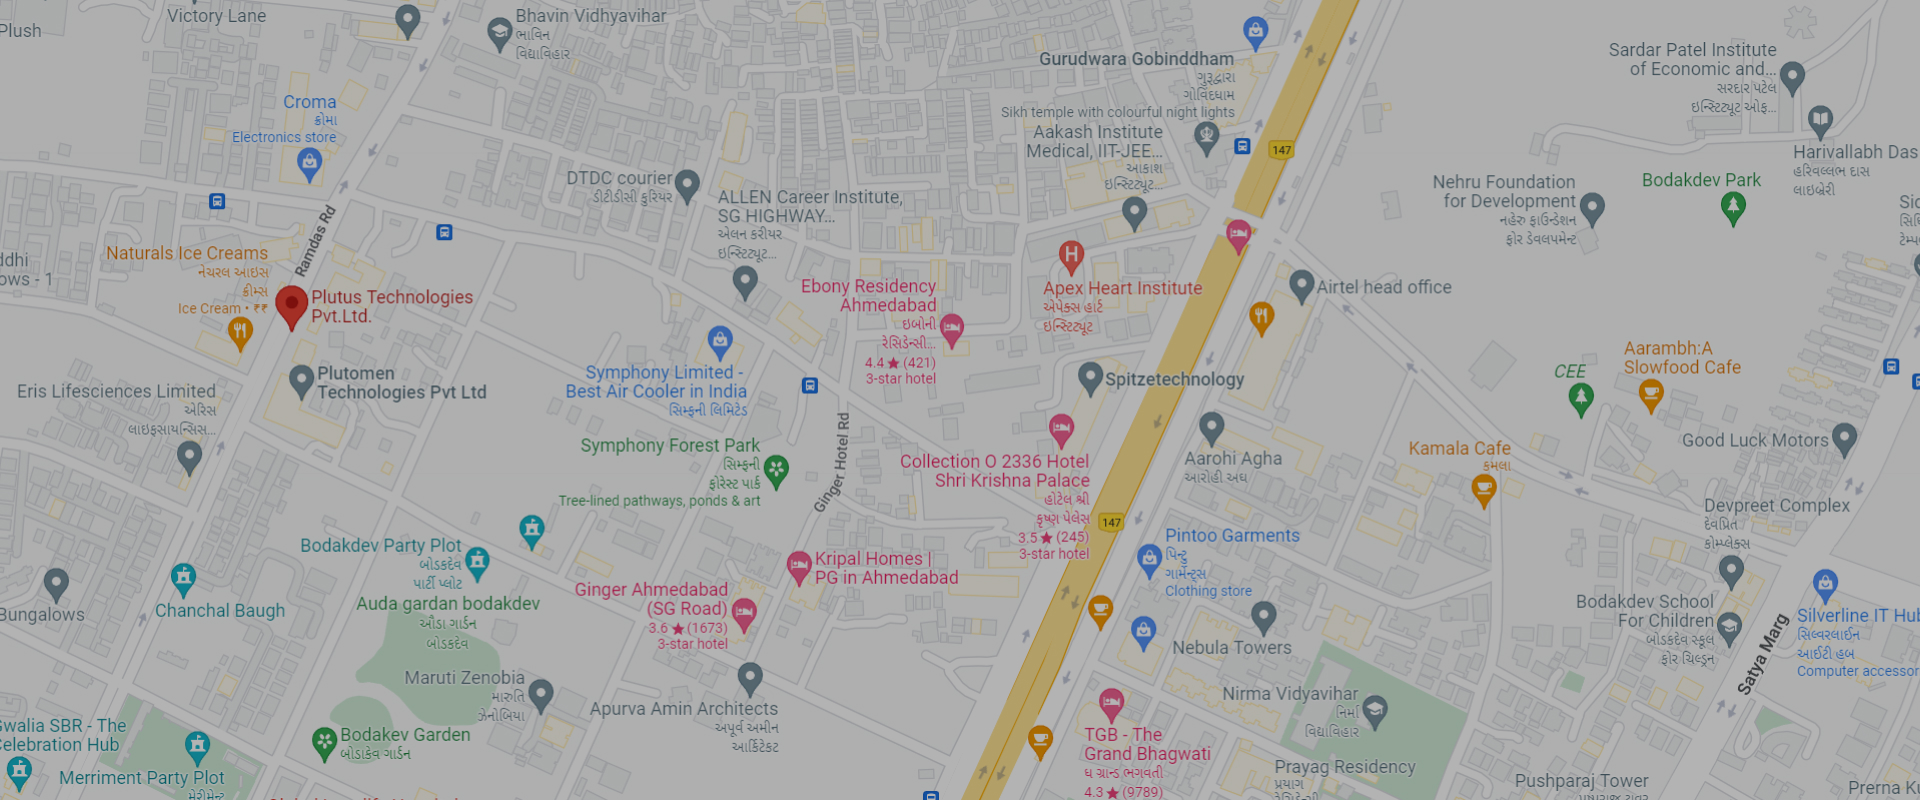 Victory Lane
Plush
Bhavin Vidhyavihar
ભાવિન
વિદ્યાવિહાર
Gurudwara Gobinddham
ગુરૂદ્વારા
ગોવિંદધામ
Sikh temple with colourful night lights
Sardar Patel Institute
of Economic and...
સરદાર પટેલ
ઇન્સ્ટિટ્યૂટ ઓફ...
Croma
ક્રોમા
Electronics store
Aakash Institute
Medical, IIT-JEE...
આકાશ
ઇન્સ્ટિટ્યૂટ...
147
Harivallabh Das
હરિવલ્લભ દાસ
લાઇબ્રેરી
DTDC courier
ડીટીડીસી કુરિયર
ALLEN Career Institute,
SG HIGHWAY...
એલન કરીયર
ઇન્સ્ટિટ્યૂટ...
Nehru Foundation
for Development
નહેરુ ફાઉન્ડેશન
ફોર ડેવલપમેન્ટ
Bodakdev Park
Ramdas Rd
Naturals Ice Creams
નેચરલ આઇસ
ક્રીમ્સ
Ice Cream • ₹₹
ows - 1
Plutus Technologies
Pvt.Ltd.
Ebony Residency
Ahmedabad
ઇબોની
રેસિડેન્સી...
4.4 ★ (421)
3-star hotel
H
Apex Heart Institute
એપેક્સ હાર્ટ
ઇન્સ્ટિટ્યૂટ
Airtel head office
Plutomen
Technologies Pvt Ltd
Eris Lifesciences Limited
એરિસ
લાઇફસાયન્સિસ...
Symphony Limited -
Best Air Cooler in India
સિમ્ફની લિમિટેડ
Spitzetechnology
CEE
Aarambh:A
Slowfood Cafe
Symphony Forest Park
સિમ્ફની
ફોરેસ્ટ પાર્ક
Tree-lined pathways, ponds & art
Ginger Hotel Rd
Collection O 2336 Hotel
Shri Krishna Palace
હોટેલ શ્રી
કૃષ્ણ પેલેસ
3.5 ★ (245)
3-star hotel
147
Aarohi Agha
આરોહી અઘ
Kamala Cafe
કમલા
Good Luck Motors
Devpreet Complex
દેવપ્રિત
કોમ્પ્લેક્સ
Bodakdev Party Plot
બોડકદેવ
પાર્ટી પ્લોટ
Kripal Homes |
PG in Ahmedabad
Pintoo Garments
પિન્ટુ
ગાર્મેન્ટ્સ
Clothing store
Bungalows
Chanchal Baugh
Auda gardan bodakdev
ઔડા ગાર્ડન
બોડકદેવ
Ginger Ahmedabad
(SG Road)
3.6 ★ (1673)
3-star hotel
Nebula Towers
Bodakdev School
For Children
બોડકદેવ સ્કૂલ
ફોર ચિલ્ડ્રન
Silverline IT Hub
સિલ્વરલાઈન
આઈટી હબ
Computer accessor
Satya Marg
Maruti Zenobia
મારુતિ
ઝેનોબિયા
Apurva Amin Architects
અપૂર્વ અમીન
આર્કિટેક્ટ
Nirma Vidyavihar
નિર્મા
વિદ્યાવિહાર
Gwalia SBR - The
Celebration Hub
Bodakev Garden
બોડાકેવ ગાર્ડન
TGB - The
Grand Bhagwati
ધ ગ્રાન્ડ ભગવતી
4.3 ★ (9789)
Merriment Party Plot
મેરીમેન્ટ
Prayag Residency
પ્રયાગ
Pushparaj Tower
Prerna K